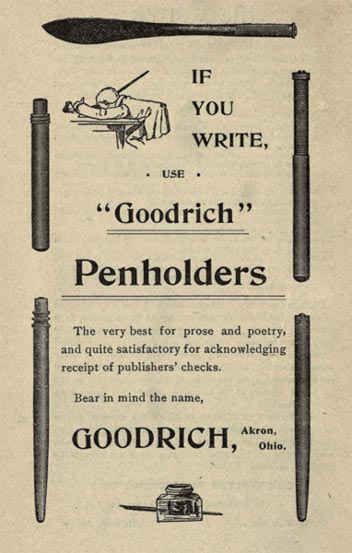 IF
YOU
WRITE,
· USE ·
“Goodrich”
Penholders
The very best for prose and poetry,
and quite satisfactory for acknowledging
receipt of publishers’ checks.
Bear in mind the name,
GOODRICH, Akron,
Ohio.